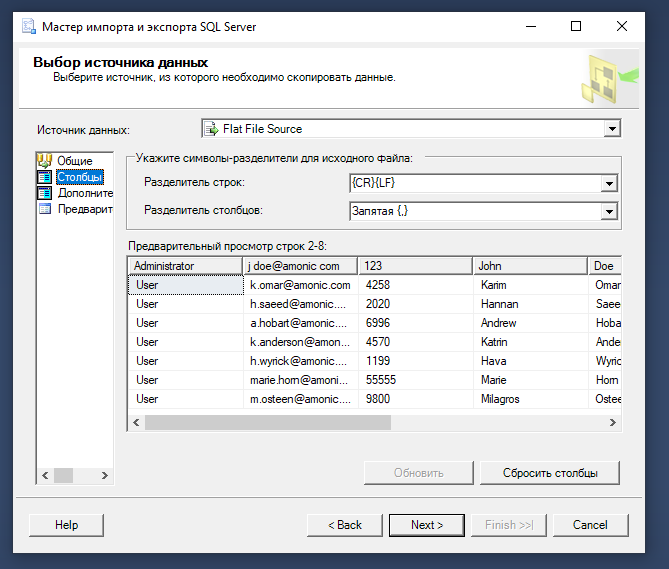 Мастер импорта и экспорта SQL Server
Выбор источника данных
Выберите источник, из которого необходимо скопировать данные.
Источник данных: Flat File Source
Общие
Столбцы
Дополните
Предварит
Укажите символы-разделители для исходного файла:
Разделитель строк: {CR}{LF}
Разделитель столбцов: Запятая {,}
Предварительный просмотр строк 2-8:
Administrator j doe@amonic com 123 John Doe
User k.omar@amonic.com 4258 Karim Omar
User h.saeed@amonic.... 2020 Hannan Saee
User a.hobart@amonic.... 6996 Andrew Hoba
User k.anderson@amon... 4570 Katrin Ande
User h.wyrick@amonic.... 1199 Hava Wyric
User marie.horn@amoni... 55555 Marie Horn
User m.osteen@amonic.... 9800 Milagros Oste
Обновить Сбросить столбцы
Help < Back Next > Finish >>| Cancel